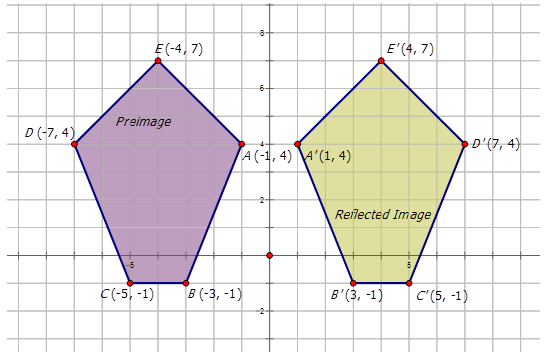 8
E (-4, 7)
E'(4, 7)
6
Preimage
D (-7, 4)
4
A (-1, 4)
A'(1, 4)
D'(7, 4)
2
Reflected Image
-5
5
C (-5, -1)
B (-3, -1)
B'(3, -1)
C'(5, -1)
-2